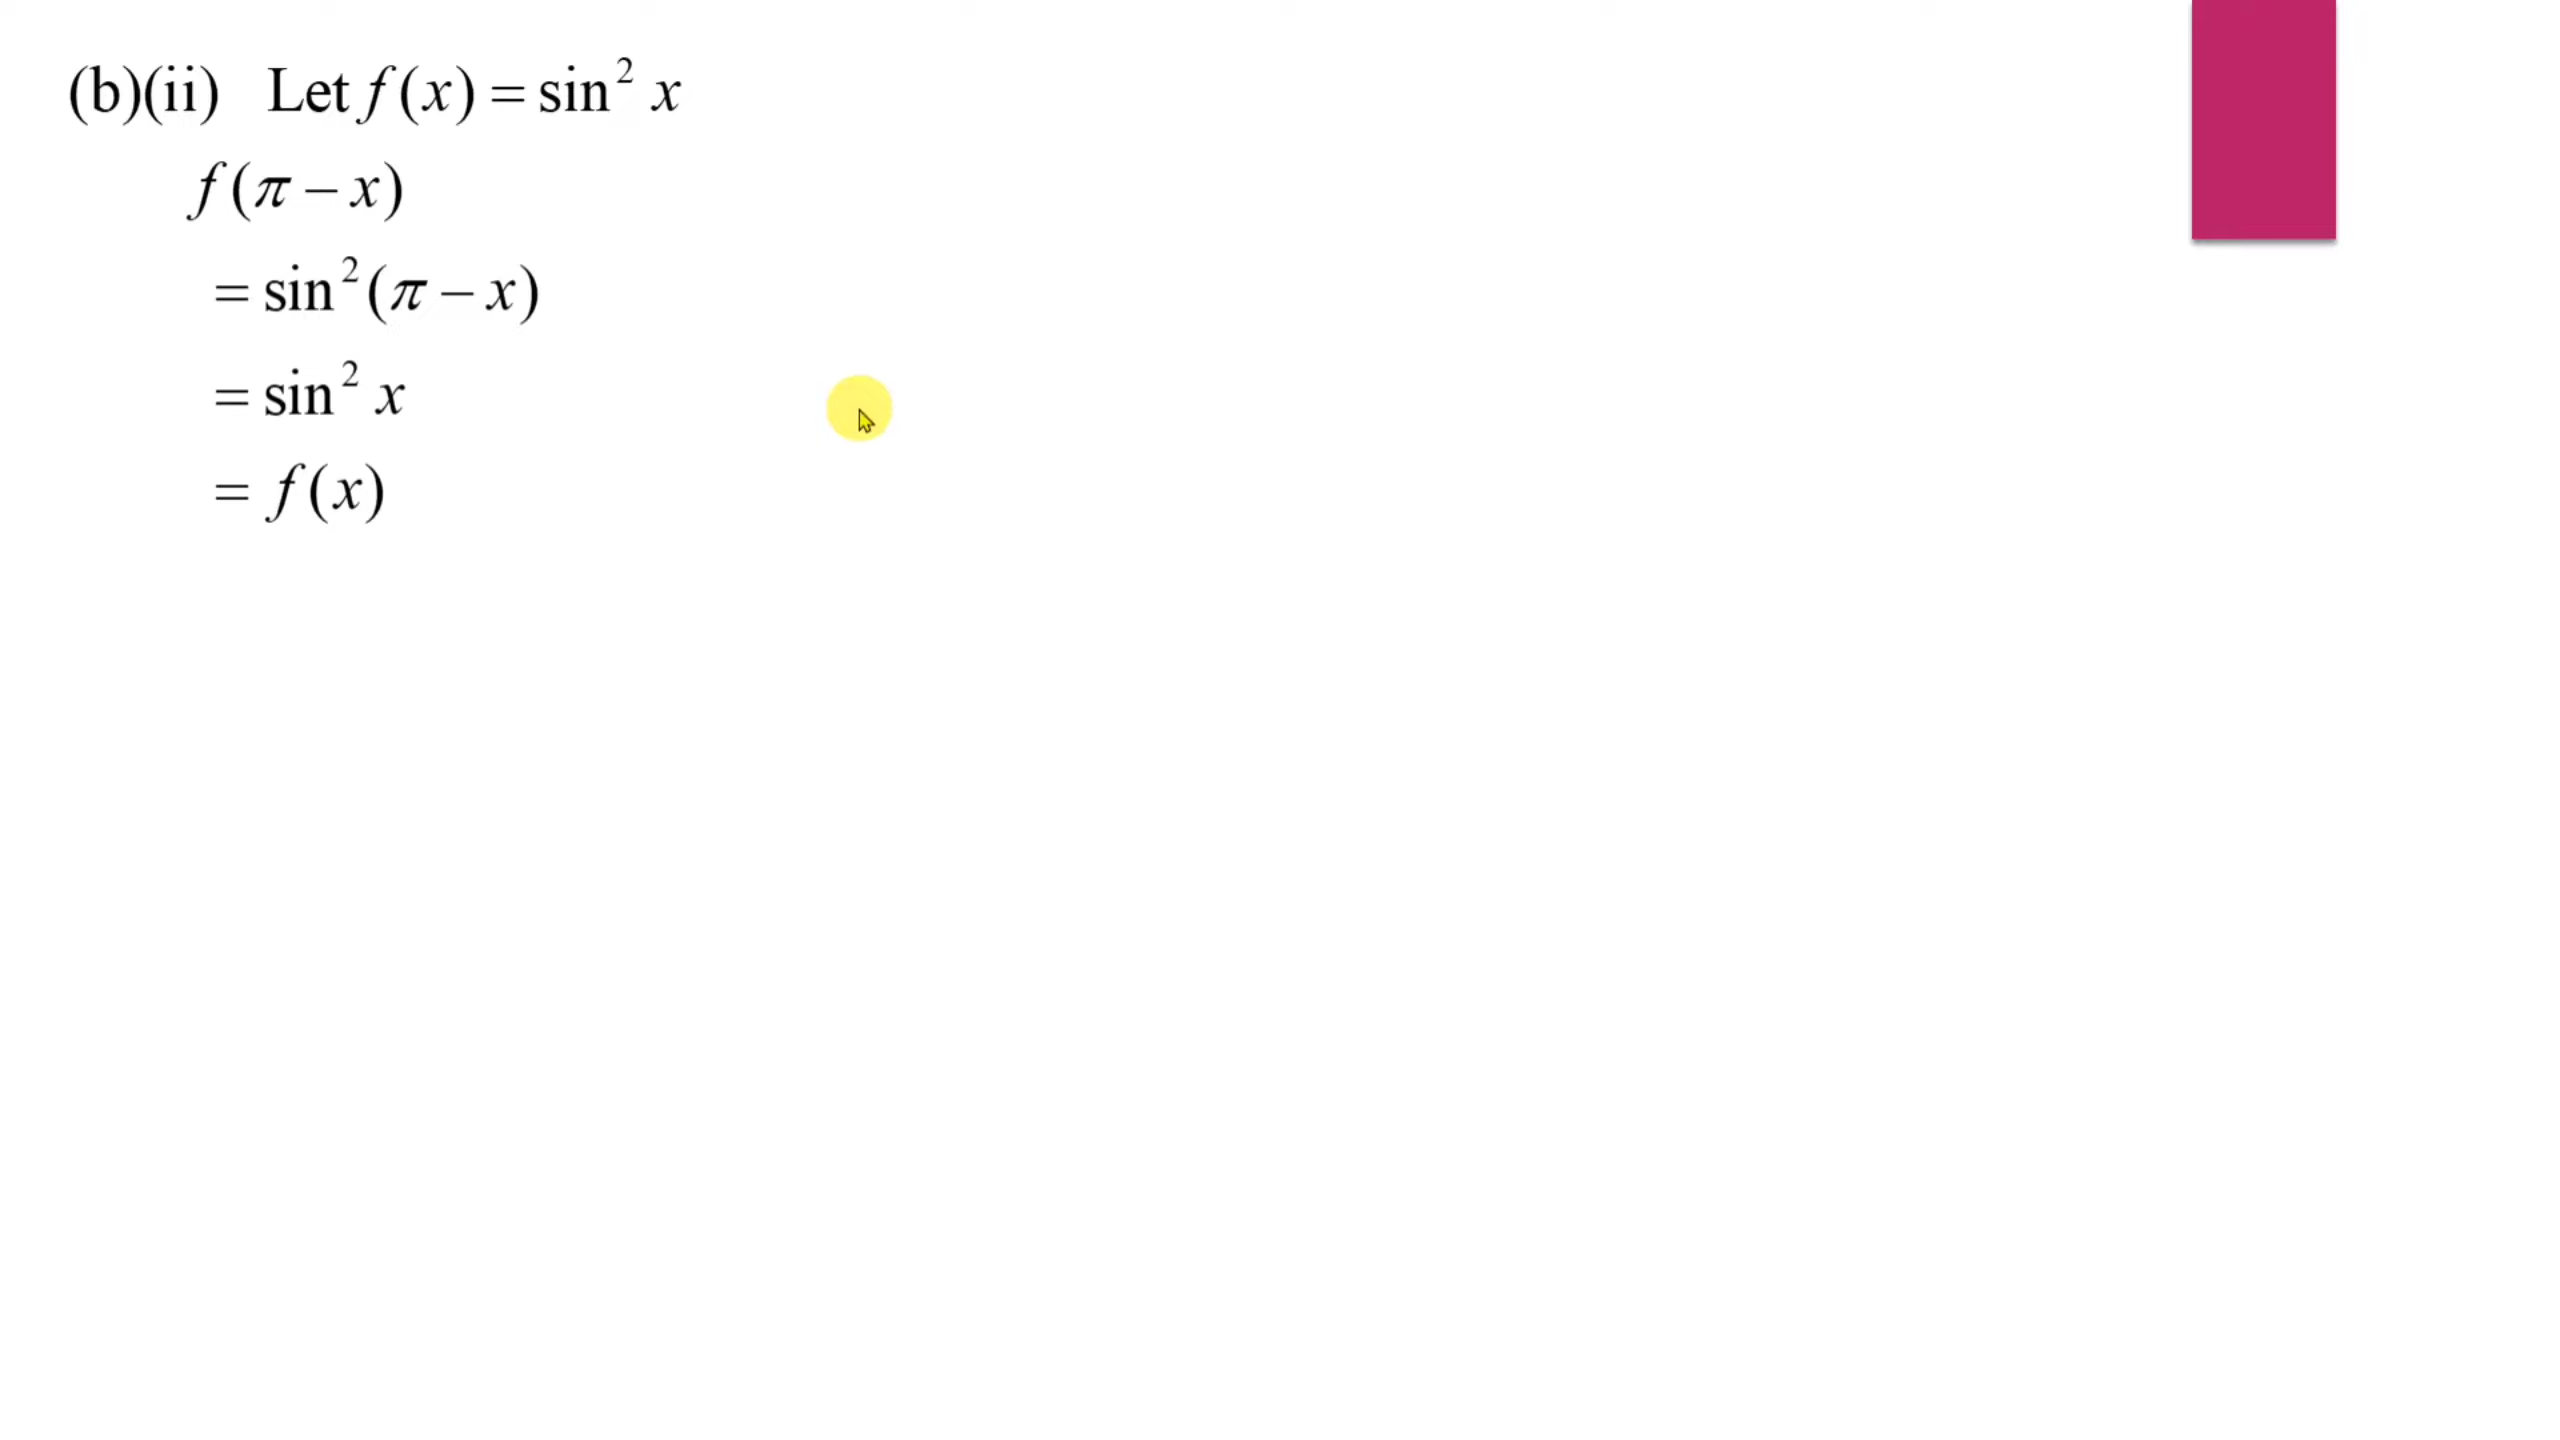 (b)(ii) Let f(x) = sin² x
f(π − x)
= sin²(π − x)
= sin² x
= f(x)